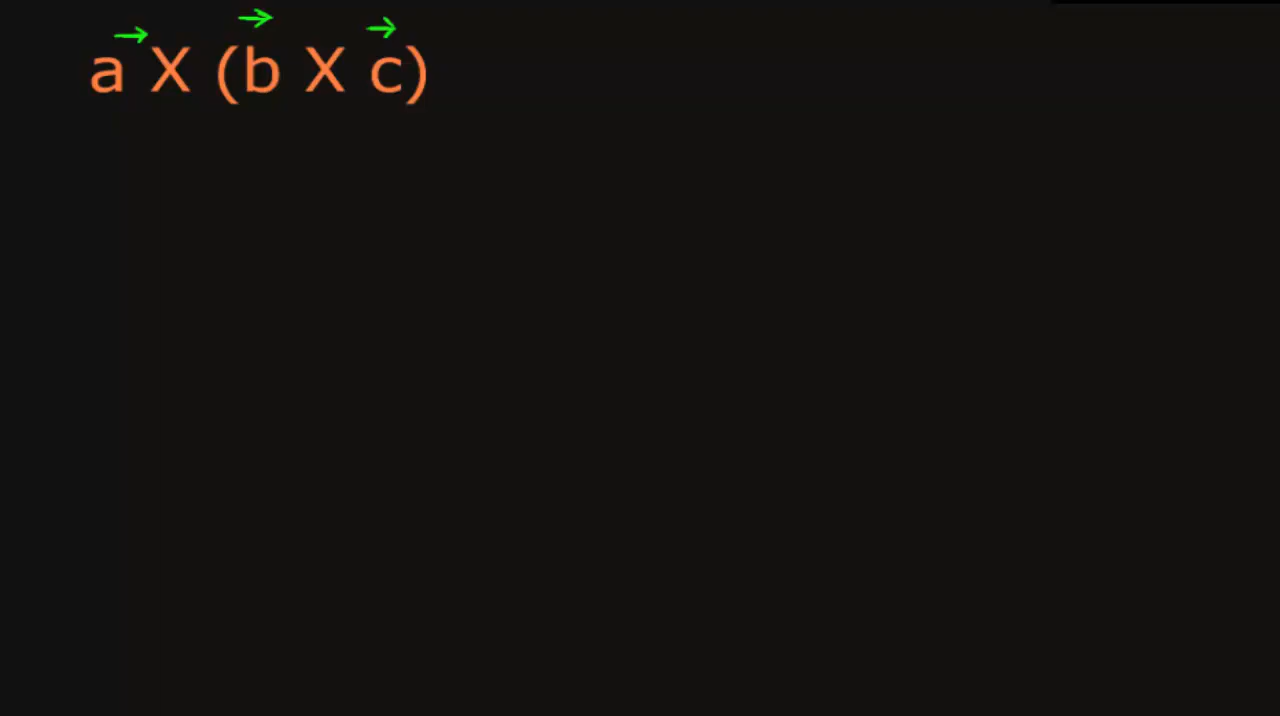 a⃗ X (b⃗ X c⃗)